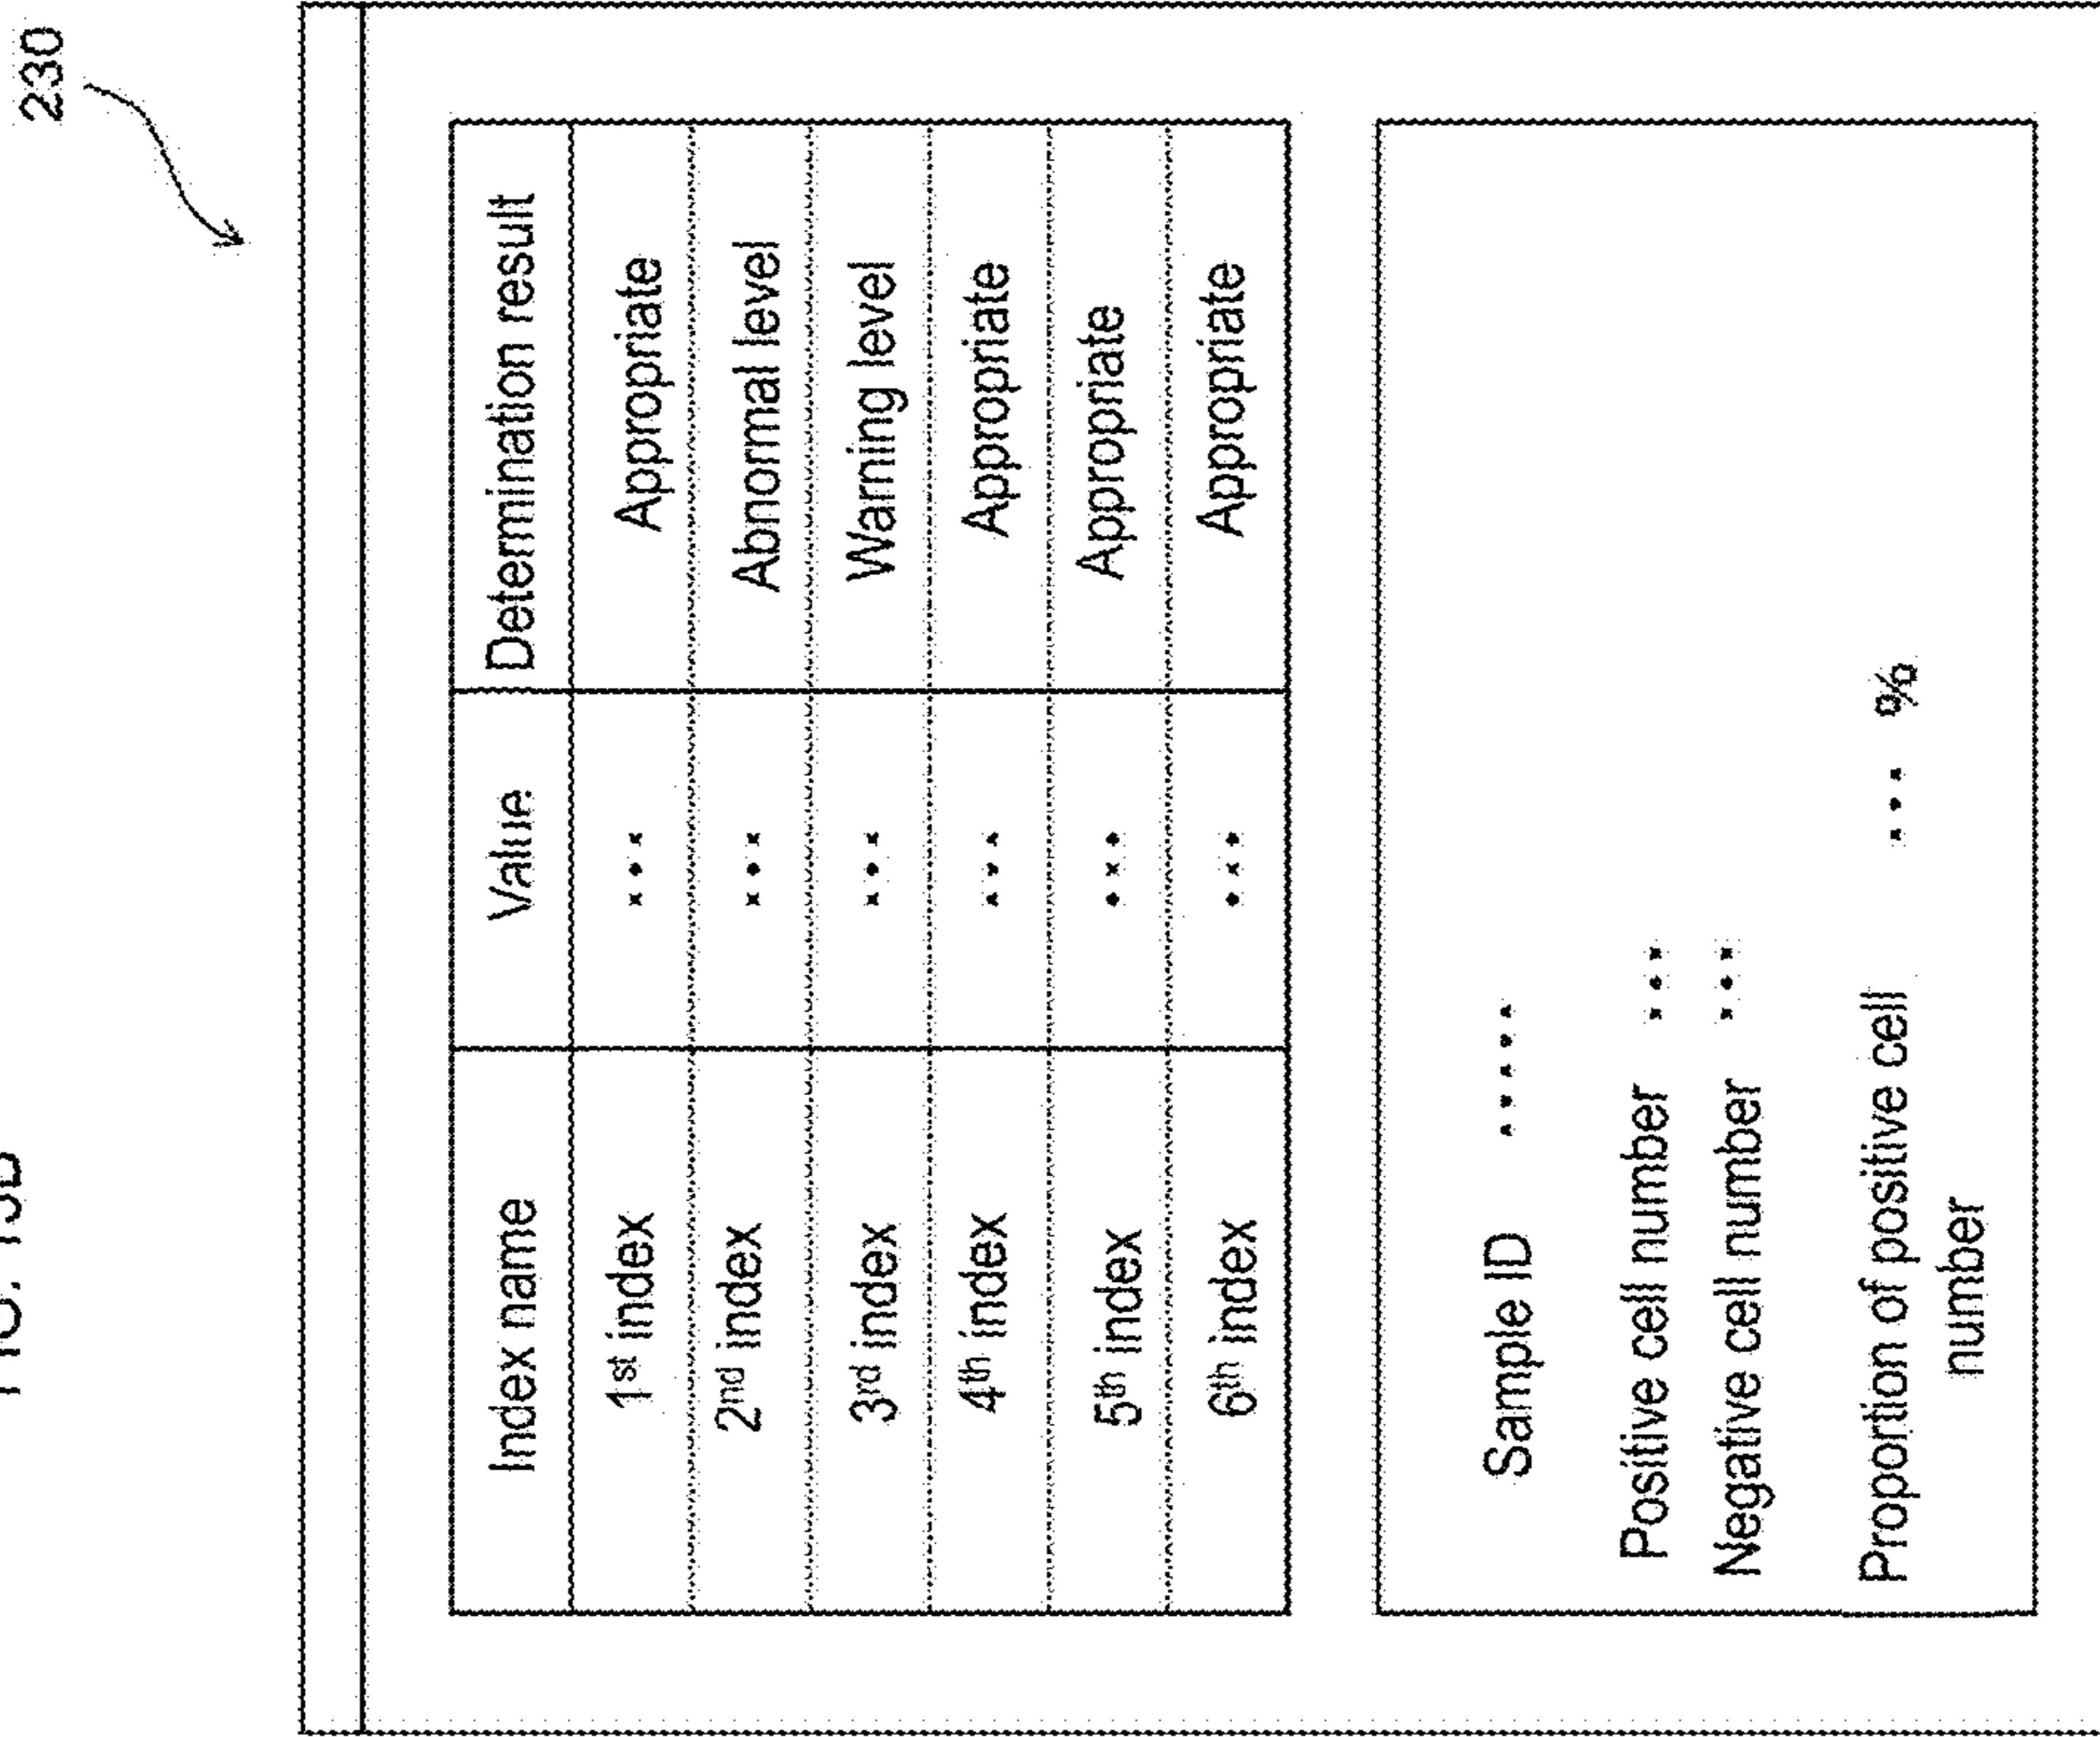 230
Index name Value Determination result
1st index ••• Appropriate
2nd index ••• Abnormal level
3rd index ••• Warning level
4th index ••• Appropriate
5th index ••• Appropriate
6th index ••• Appropriate
Sample ID •••••
Positive cell number •••
Negative cell number •••
Proportion of positive cell ••• %
number